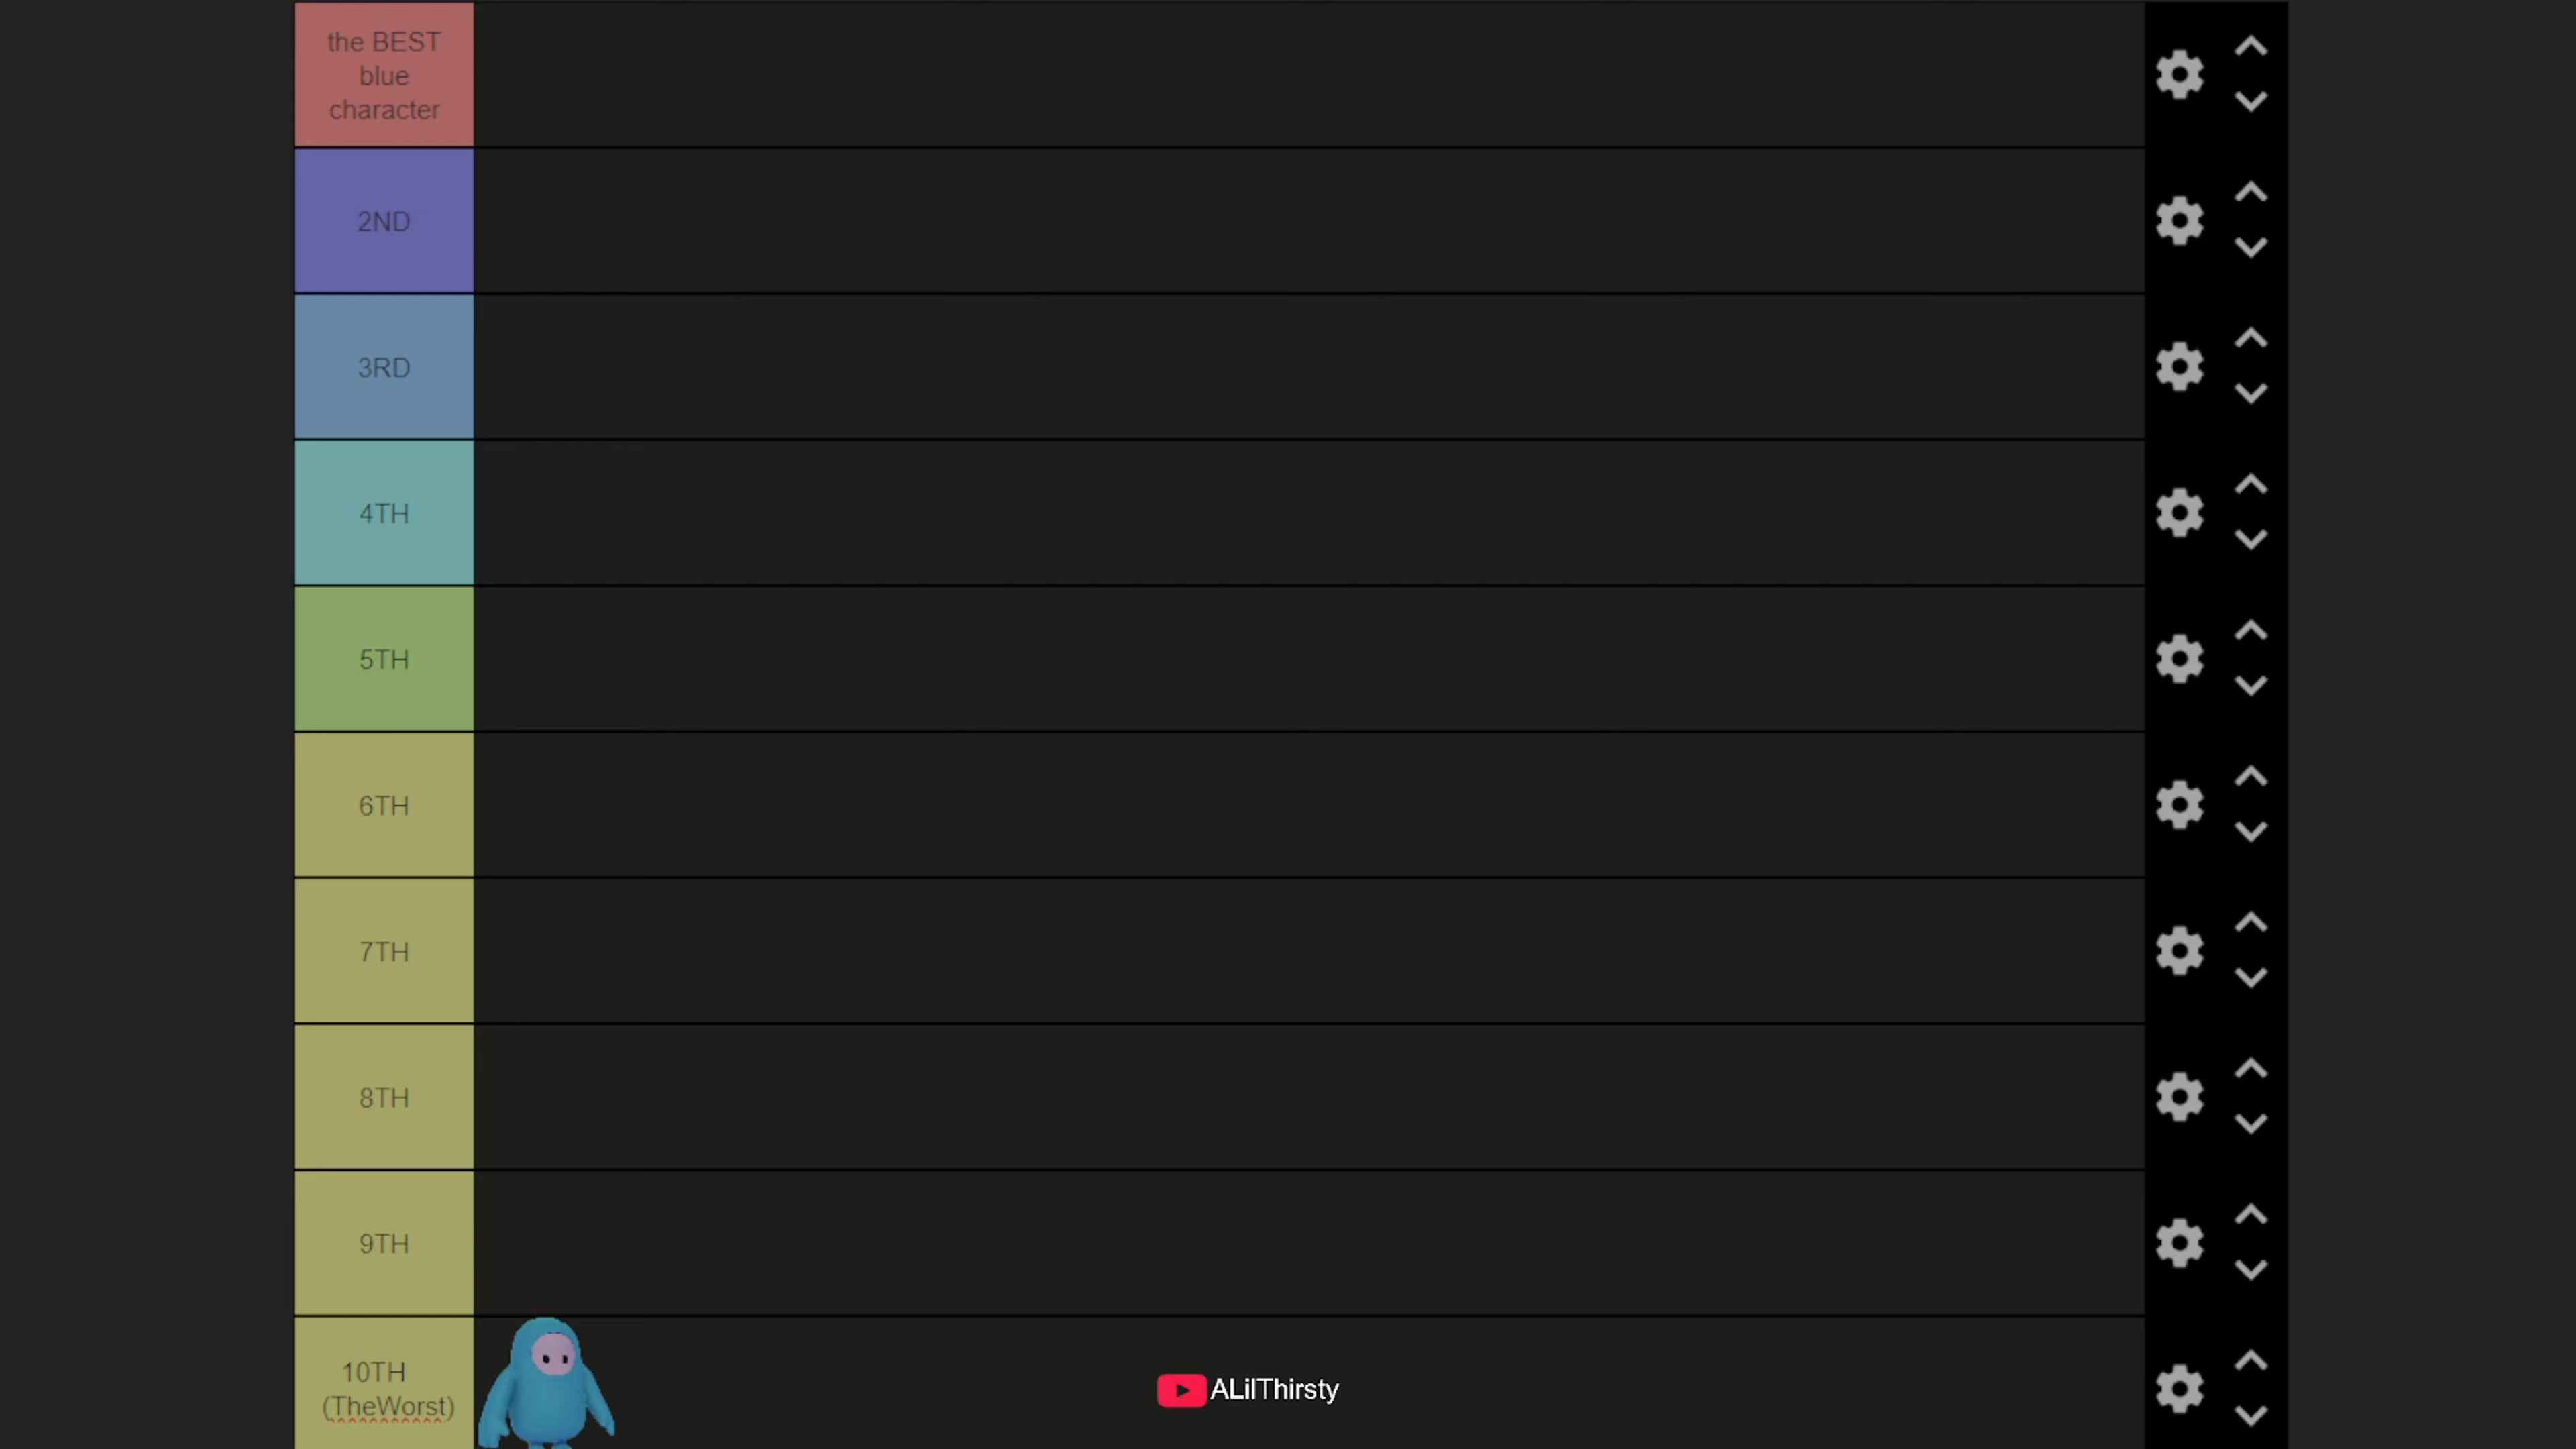 the BEST
blue
character
2ND
3RD
4TH
5TH
6TH
7TH
8TH
9TH
10TH
(TheWorst)
ALilThirsty